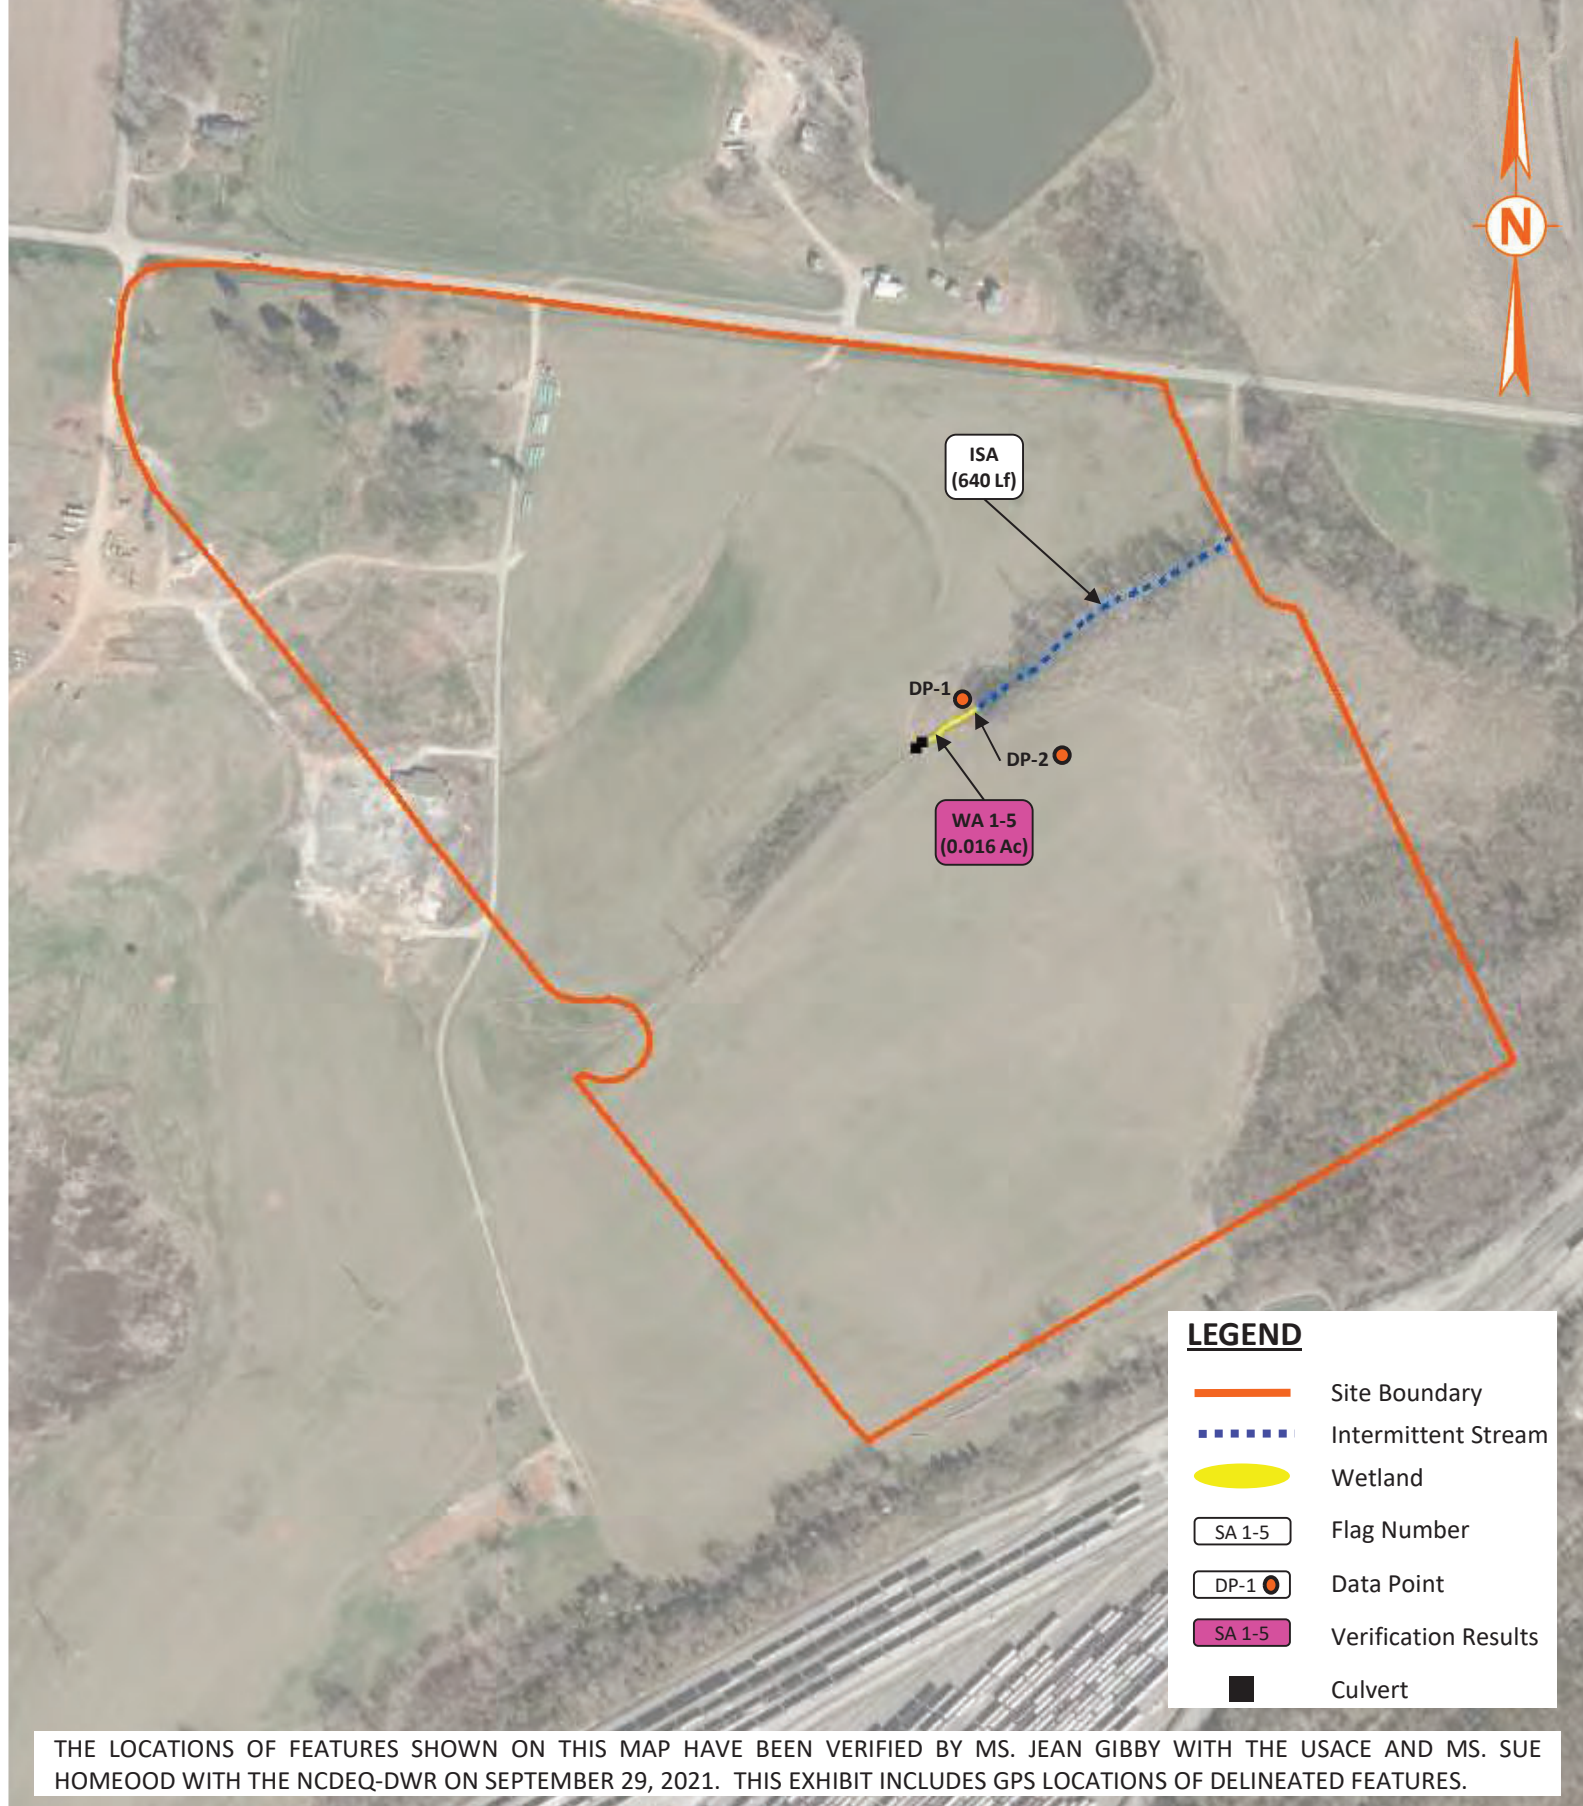 N
ISA
(640 Lf)
DP-1
DP-2
WA 1-5
(0.016 Ac)
LEGEND
Site Boundary
Intermittent Stream
Wetland
SA 1-5 Flag Number
DP-1 Data Point
SA 1-5 Verification Results
Culvert
THE LOCATIONS OF FEATURES SHOWN ON THIS MAP HAVE BEEN VERIFIED BY MS. JEAN GIBBY WITH THE USACE AND MS. SUE
HOMEOOD WITH THE NCDEQ-DWR ON SEPTEMBER 29, 2021. THIS EXHIBIT INCLUDES GPS LOCATIONS OF DELINEATED FEATURES.